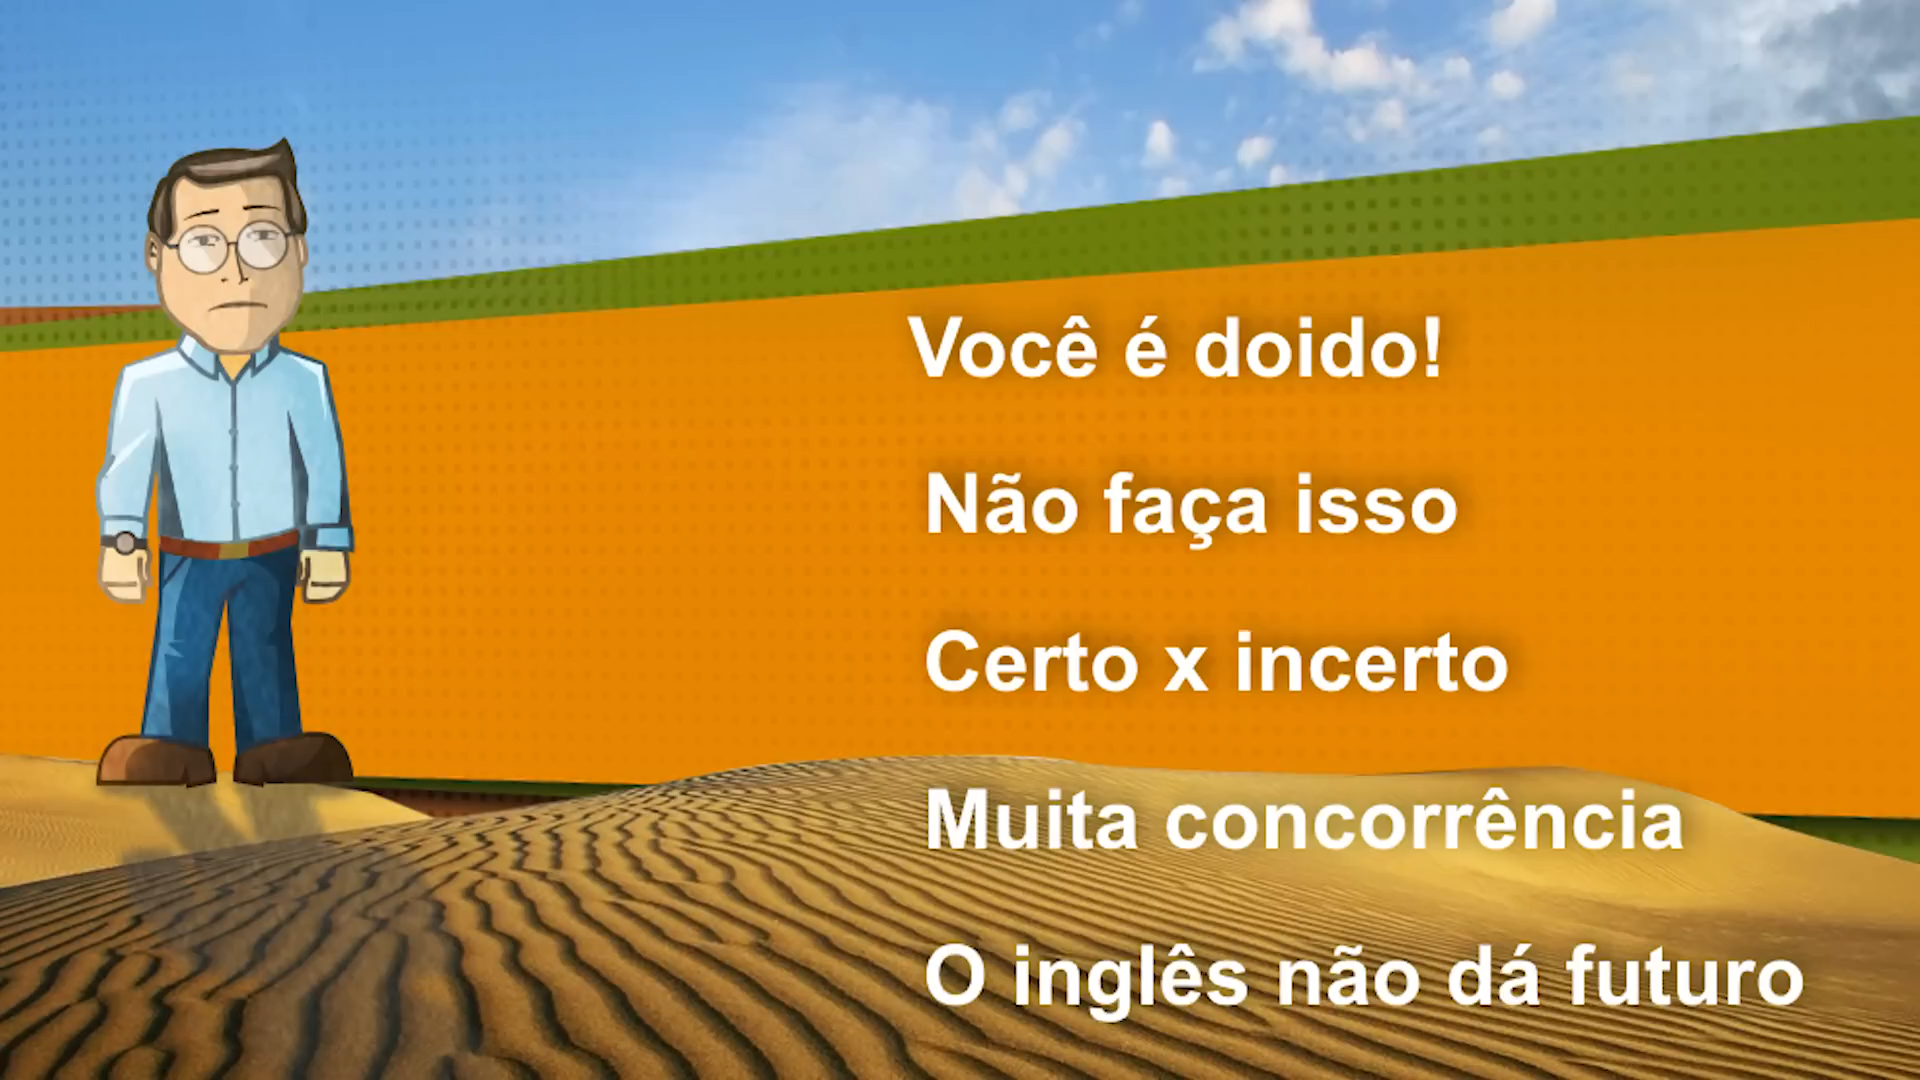 Você é doido!
Não faça isso
Certo x incerto
Muita concorrência
O inglês não dá futuro